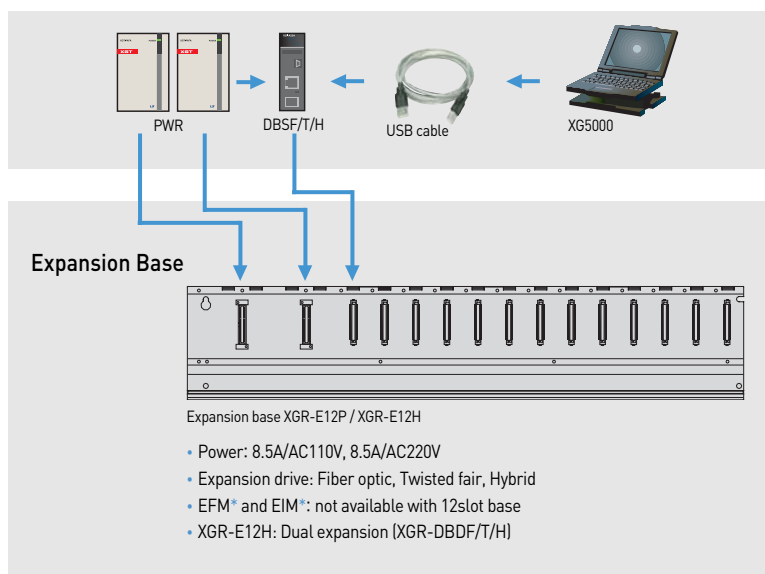 XGT
XGT
PWR
DBSF/T/H
USB cable
XG5000
Expansion Base
Expansion base XGR-E12P / XGR-E12H
• Power: 8.5A/AC110V, 8.5A/AC220V
• Expansion drive: Fiber optic, Twisted fair, Hybrid
• EFM* and EIM*: not available with 12slot base
• XGR-E12H: Dual expansion (XGR-DBDF/T/H)